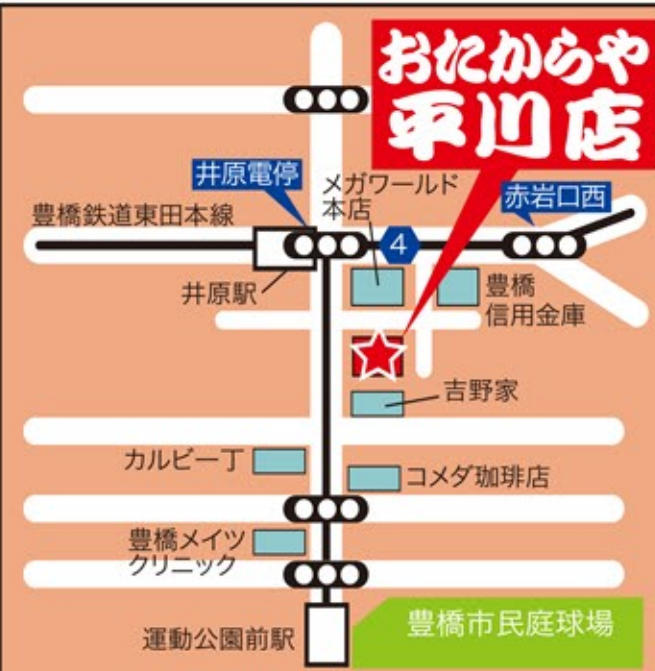 おたからや
平川店
井原電停
メガワールド
本店
赤岩口西
豊橋鉄道東田本線
4
井原駅
豊橋
信用金庫
吉野家
カルビ一丁
コメダ珈琲店
豊橋メイツ
クリニック
運動公園前駅
豊橋市民庭球場